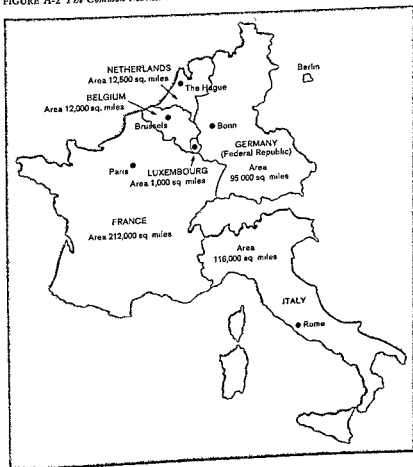 FIGURE A-2 The Common
NETHERLANDS
Area 12,500 sq. miles
The Hague
Berlin
BELGIUM
Area 12,000 sq. miles
Brussels
Bonn
GERMANY
(Federal Republic)
Area
95 000 sq miles
Paris
LUXEMBOURG
Area 1,000 sq. miles
FRANCE
Area 212,000 sq miles
Area
116,000 sq miles
ITALY
Rome